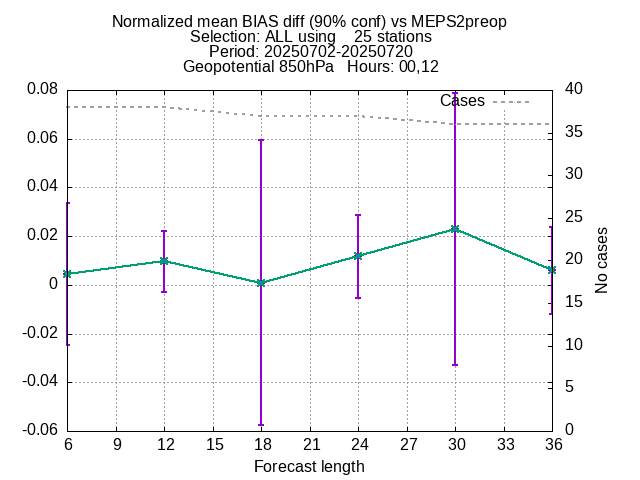 Normalized mean BIAS diff (90% conf) vs MEPS2preop
Selection: ALL using    25 stations
Period: 20250702-20250720
Geopotential 850hPa   Hours: 00,12
Cases
0.08
0.06
0.04
0.02
0
-0.02
-0.04
-0.06
40
35
30
25
20
15
10
5
0
No cases
6 9 12 15 18 21 24 27 30 33 36
Forecast length